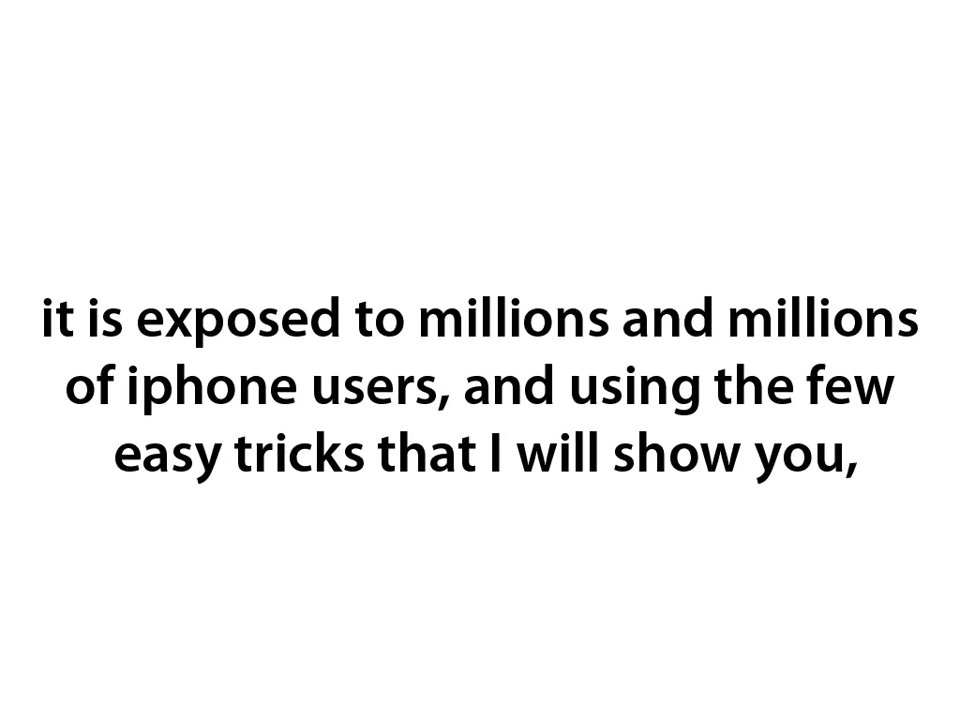 it is exposed to millions and millions
of iphone users, and using the few
easy tricks that I will show you,